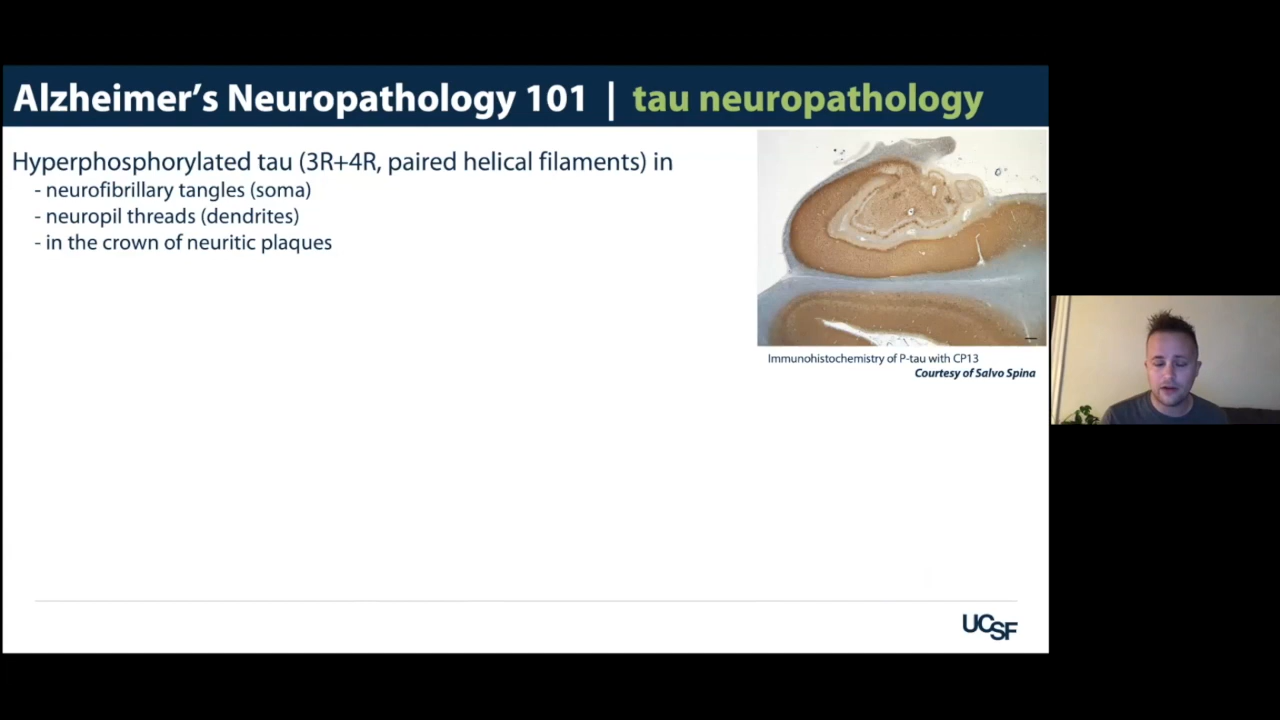 Alzheimer's Neuropathology 101 | tau neuropathology
Hyperphosphorylated tau (3R+4R, paired helical filaments) in
- neurofibrillary tangles (soma)
- neuropil threads (dendrites)
- in the crown of neuritic plaques
Immunohistochemistry of P-tau with CP13
Courtesy of Salvo Spina
UCSF